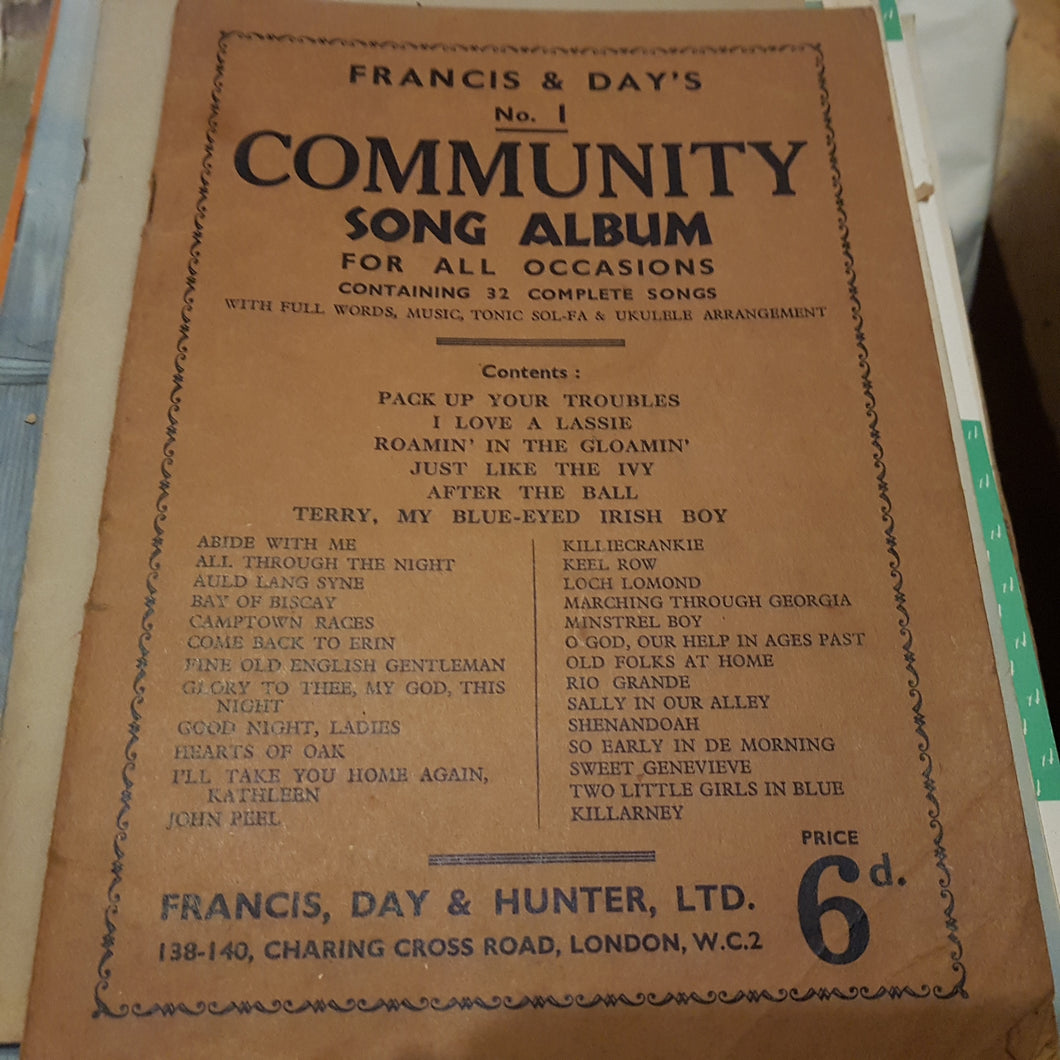 FRANCIS & DAY'S
No. 1
COMMUNITY
SONG ALBUM
FOR ALL OCCASIONS
CONTAINING 32 COMPLETE SONGS
WITH FULL WORDS, MUSIC, TONIC SOL-FA & UKULELE ARRANGEMENT
Contents :
PACK UP YOUR TROUBLES
I LOVE A LASSIE
ROAMIN' IN THE GLOAMIN'
JUST LIKE THE IVY
AFTER THE BALL
TERRY, MY BLUE-EYED IRISH BOY
ABIDE WITH ME
ALL THROUGH THE NIGHT
AULD LANG SYNE
BAY OF BISCAY
CAMPTOWN RACES
COME BACK TO ERIN
FINE OLD ENGLISH GENTLEMAN
GLORY TO THEE, MY GOD, THIS
NIGHT
GOOD NIGHT, LADIES
HEARTS OF OAK
I'LL TAKE YOU HOME AGAIN,
KATHLEEN
JOHN PEEL
KILLIECRANKIE
KEEL ROW
LOCH LOMOND
MARCHING THROUGH GEORGIA
MINSTREL BOY
O GOD, OUR HELP IN AGES PAST
OLD FOLKS AT HOME
RIO GRANDE
SALLY IN OUR ALLEY
SHENANDOAH
SO EARLY IN DE MORNING
SWEET GENEVIEVE
TWO LITTLE GIRLS IN BLUE
KILLARNEY
PRICE
6d.
FRANCIS, DAY & HUNTER, LTD.
138-140, CHARING CROSS ROAD, LONDON, W.C.2